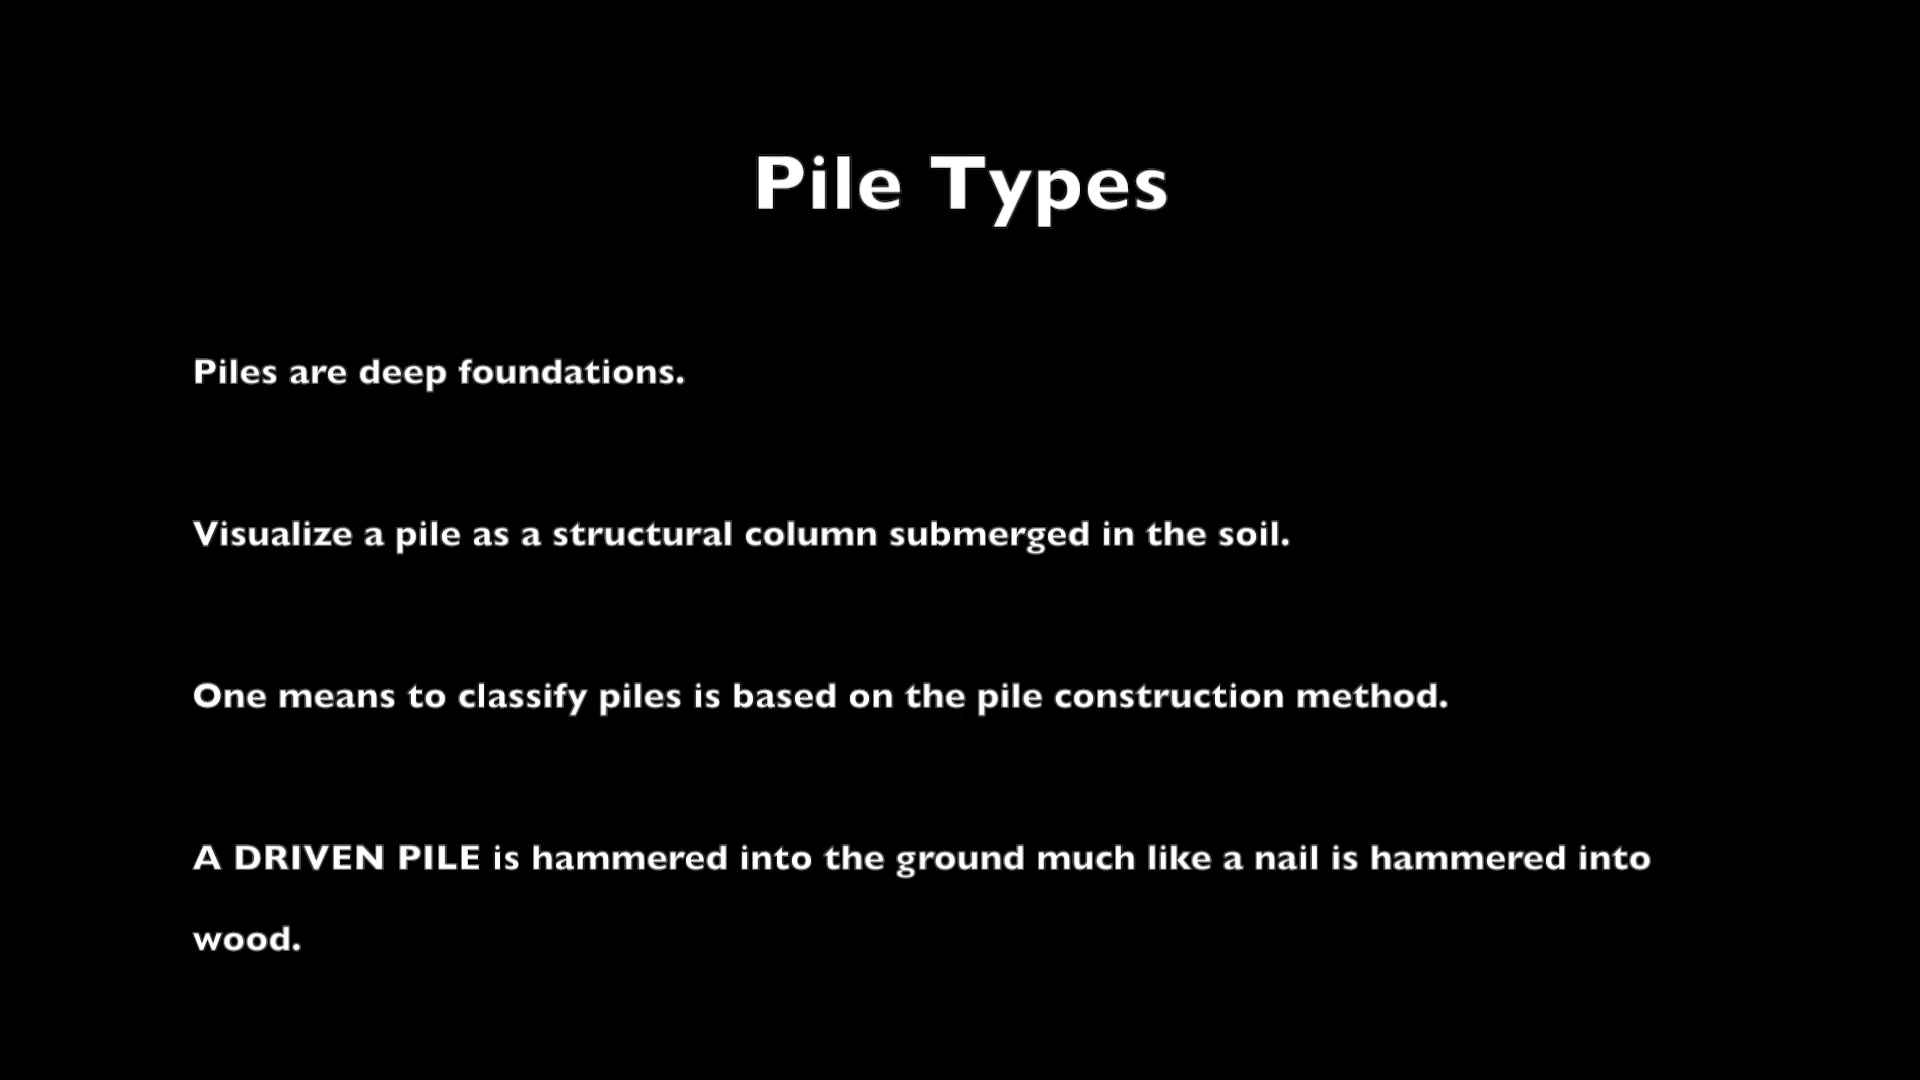 Pile Types
Piles are deep foundations.
Visualize a pile as a structural column submerged in the soil.
One means to classify piles is based on the pile construction method.
A DRIVEN PILE is hammered into the ground much like a nail is hammered into
wood.